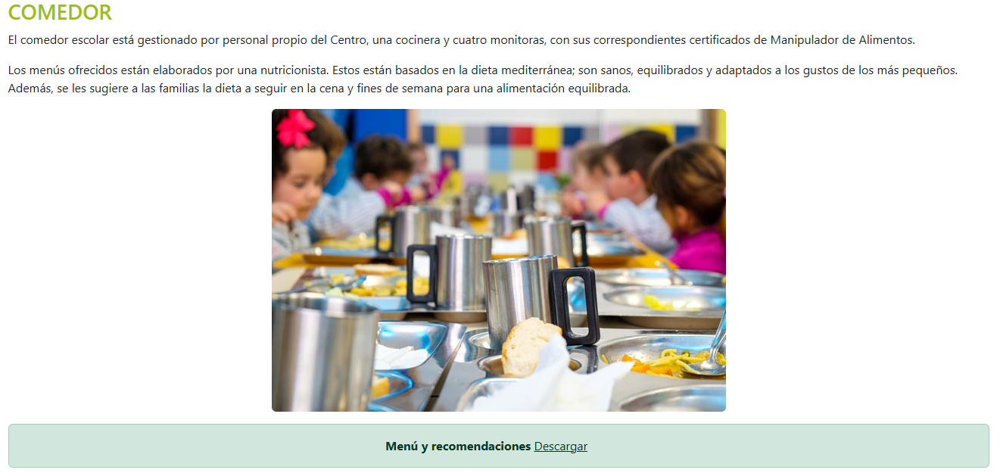 COMEDOR
El comedor escolar está gestionado por personal propio del Centro, una cocinera y cuatro monitoras, con sus correspondientes certificados de Manipulador de Alimentos.
Los menús ofrecidos están elaborados por una nutricionista. Estos están basados en la dieta mediterránea; son sanos, equilibrados y adaptados a los gustos de los más pequeños.
Además, se les sugiere a las familias la dieta a seguir en la cena y fines de semana para una alimentación equilibrada.
Menú y recomendaciones Descargar